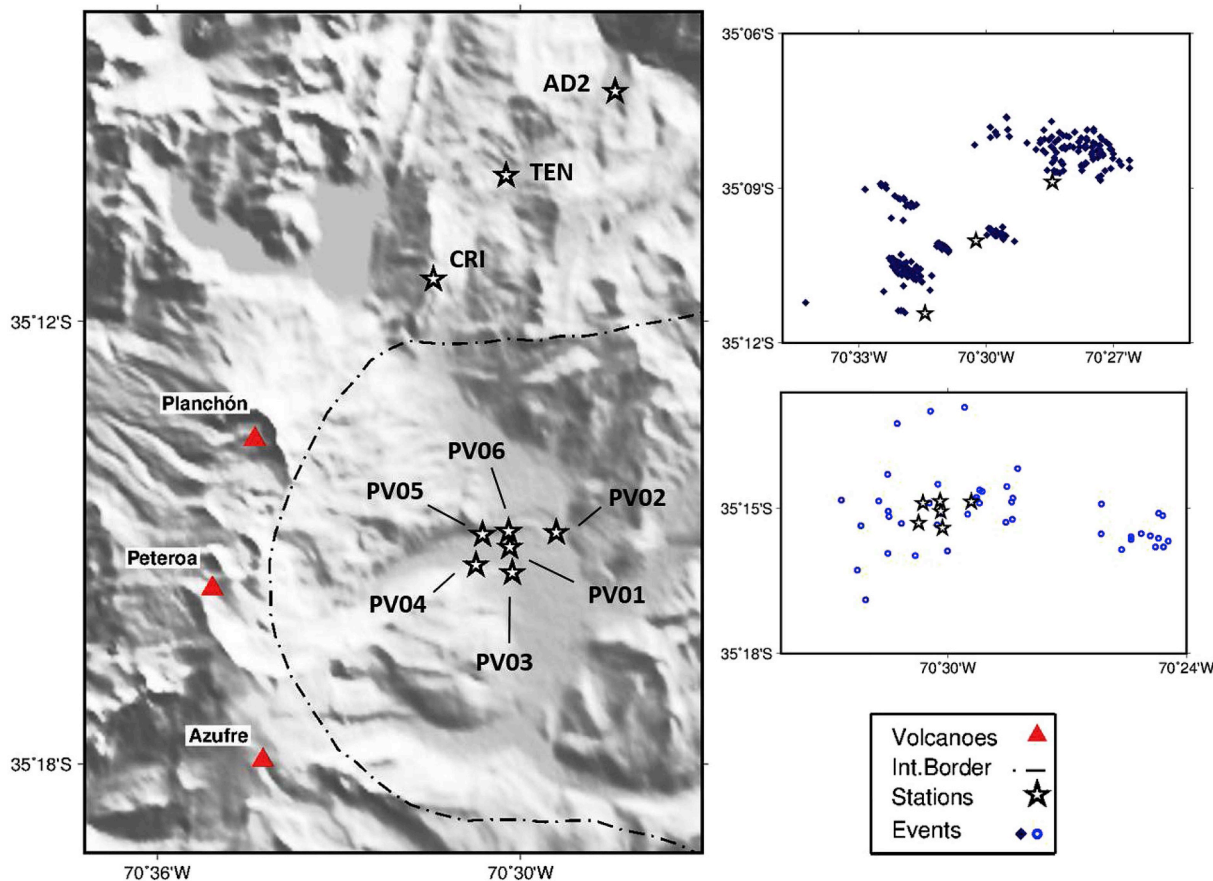 AD2
TEN
CRI
35°12'S
Planchón
PV06
PV05
PV02
Peteroa
PV04
PV01
PV03
Azufre
35°18'S
70°36'W
70°30'W
35°06'S
35°09'S
35°12'S
70°33'W
70°30'W
70°27'W
35°15'S
35°18'S
70°30'W
70°24'W
Volcanoes
Int.Border
Stations
Events